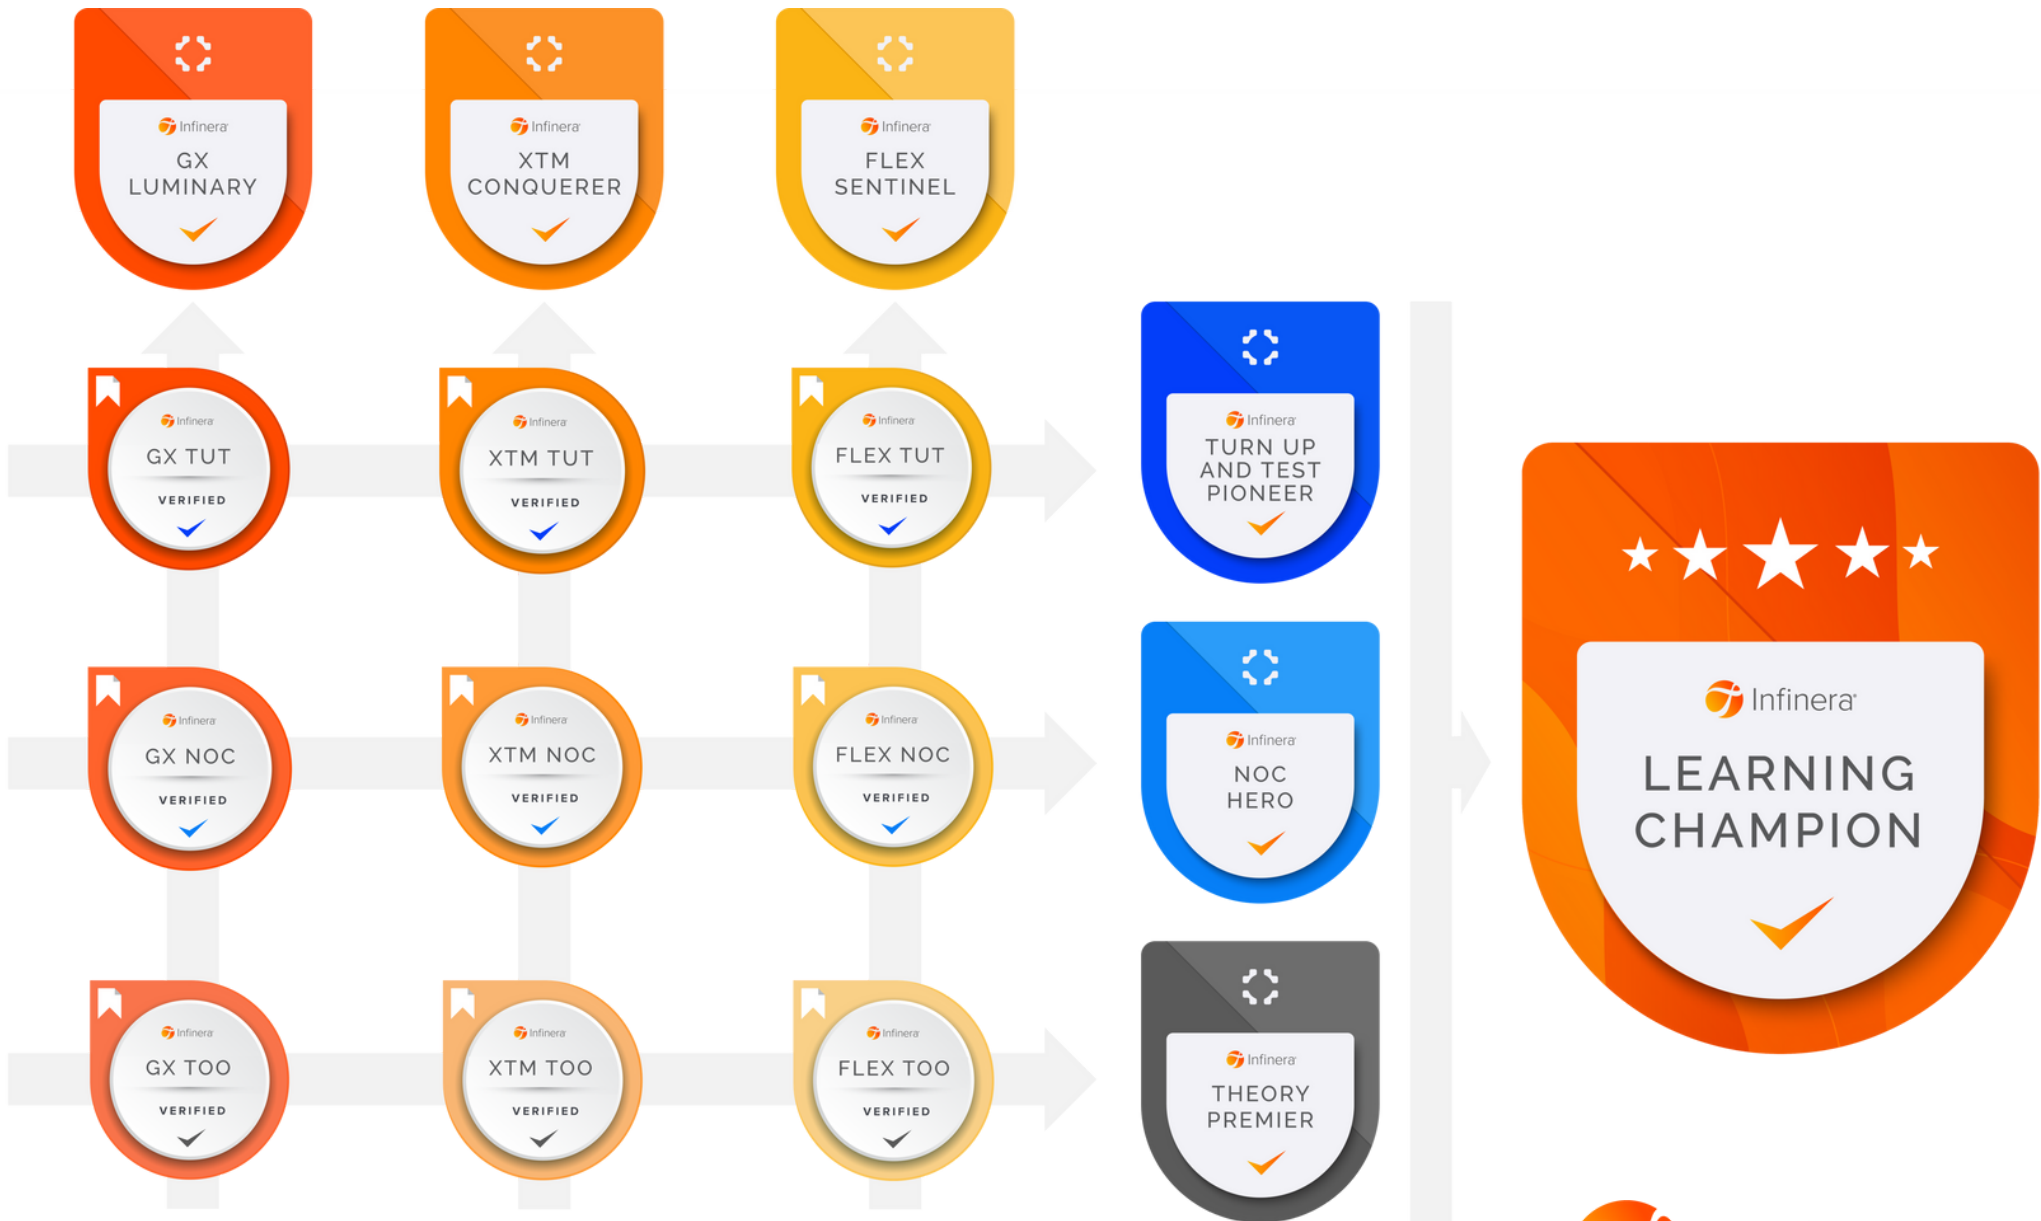 Infinera
GX
LUMINARY
Infinera
XTM
CONQUERER
Infinera
FLEX
SENTINEL
Infinera
GX TUT
VERIFIED
Infinera
XTM TUT
VERIFIED
Infinera
FLEX TUT
VERIFIED
Infinera
TURN UP
AND TEST
PIONEER
Infinera
GX NOC
VERIFIED
Infinera
XTM NOC
VERIFIED
Infinera
FLEX NOC
VERIFIED
Infinera
NOC
HERO
Infinera
GX TOO
VERIFIED
Infinera
XTM TOO
VERIFIED
Infinera
FLEX TOO
VERIFIED
Infinera
THEORY
PREMIER
Infinera
LEARNING
CHAMPION